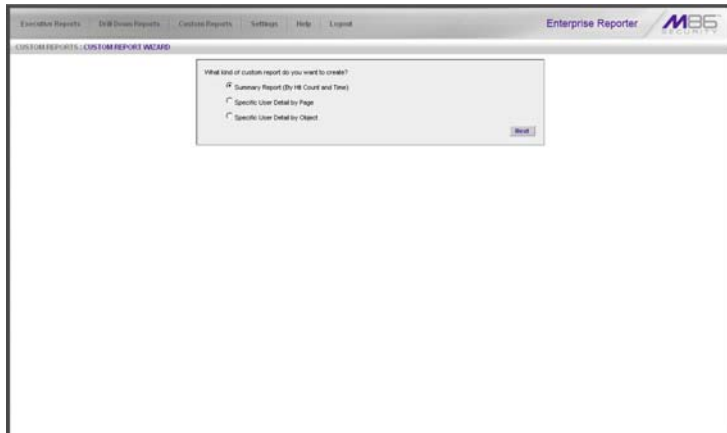 Executive Reports Drill Down Reports Custom Reports Settings Help Logout
Enterprise Reporter
M86
SECURITY
CUSTOM REPORTS : CUSTOM REPORT WIZARD
What kind of custom report do you want to create?
Summary Report (By Hit Count and Time)
Specific User Detail by Page
Specific User Detail by Object
Next